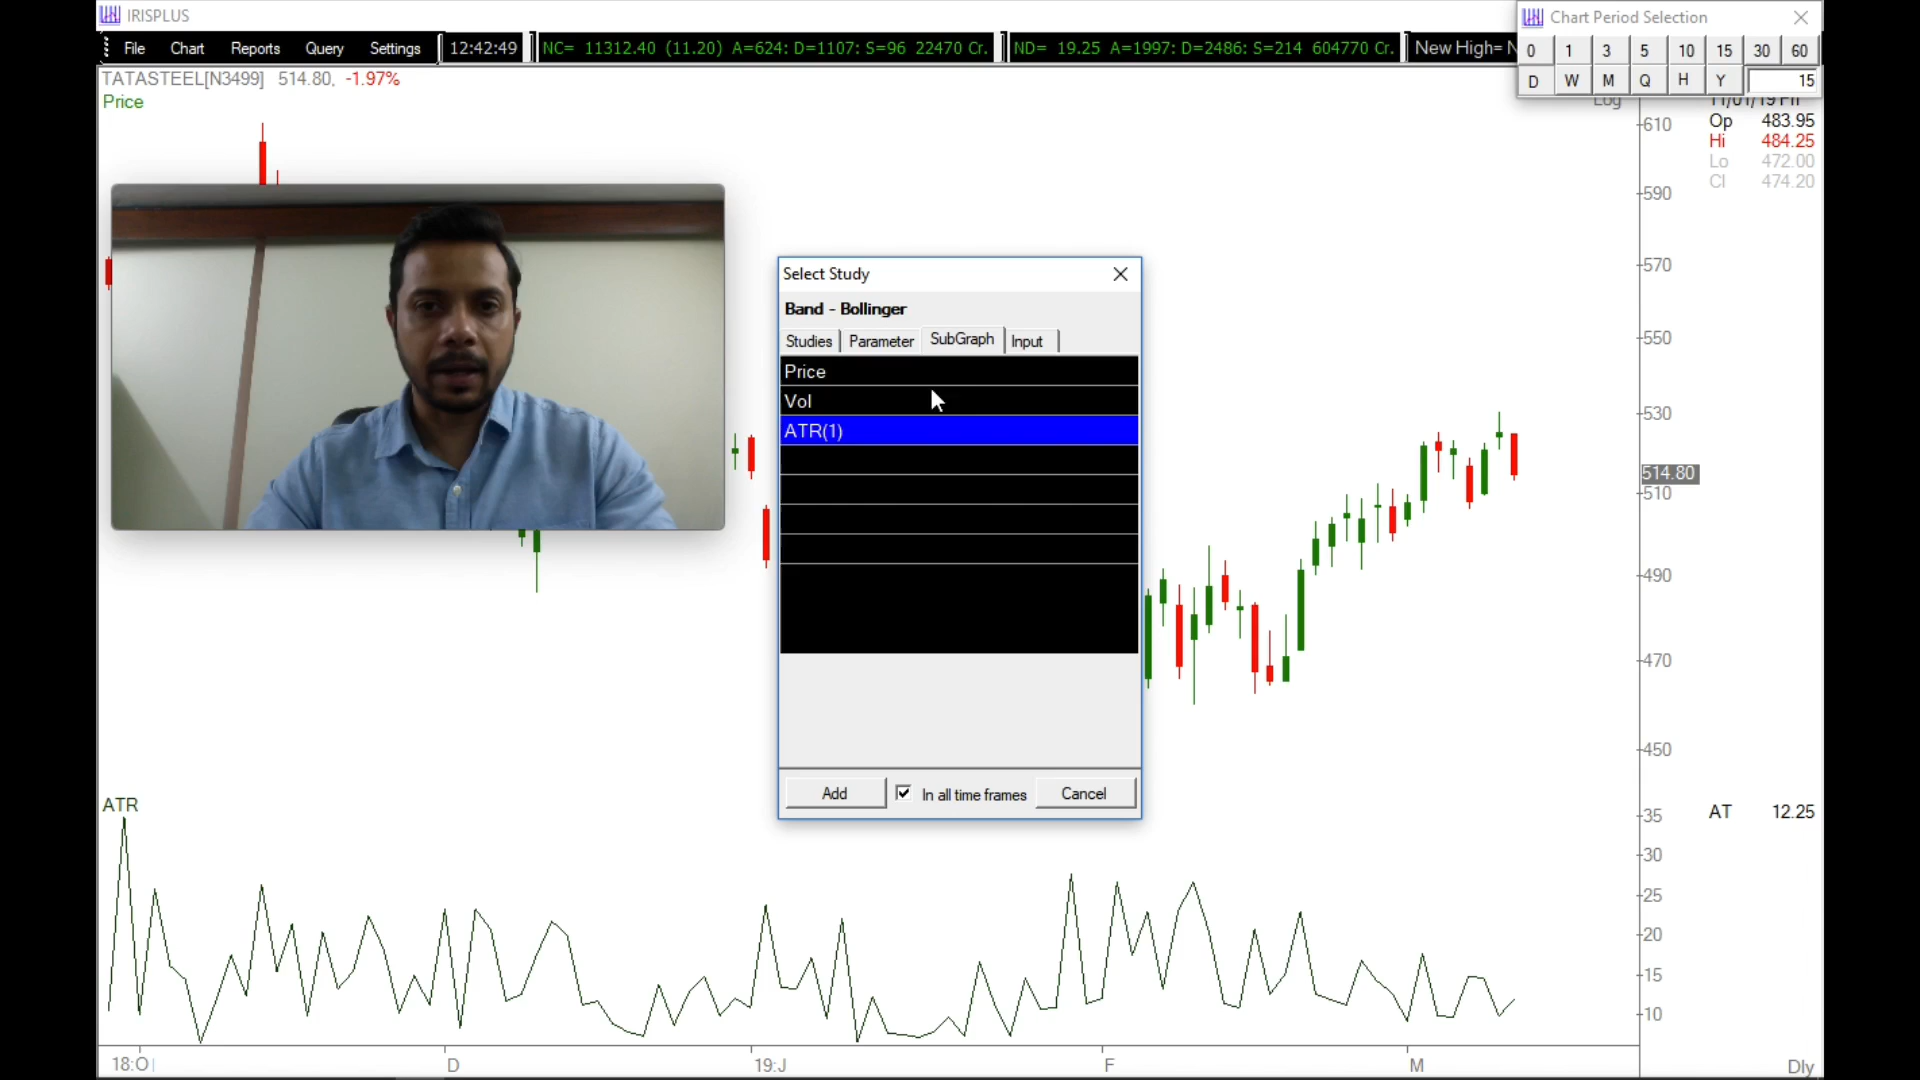 IRISPLUS
Chart Period Selection
File Chart Reports Query Settings 12:42:49 NC= 11312.40 (11.20) A=624: D=1107: S=96 22470 Cr. ND= 19.25 A=1997: D=2486: S=214 604770 Cr. New High= N
0 1 3 5 10 15 30 60
D W M Q H Y 15
TATASTEEL[N3499] 514.80, -1.97%
Price
Log
11/01/19 Fri
Op 483.95
Hi 484.25
Lo 472.00
Cl 474.20
610
590
570
550
530
514.80
510
490
470
450
Select Study
Band - Bollinger
Studies Parameter SubGraph Input
Price
Vol
ATR(1)
Add In all time frames Cancel
ATR
AT 12.25
35
30
25
20
15
10
18:O D 19:J F M Dly